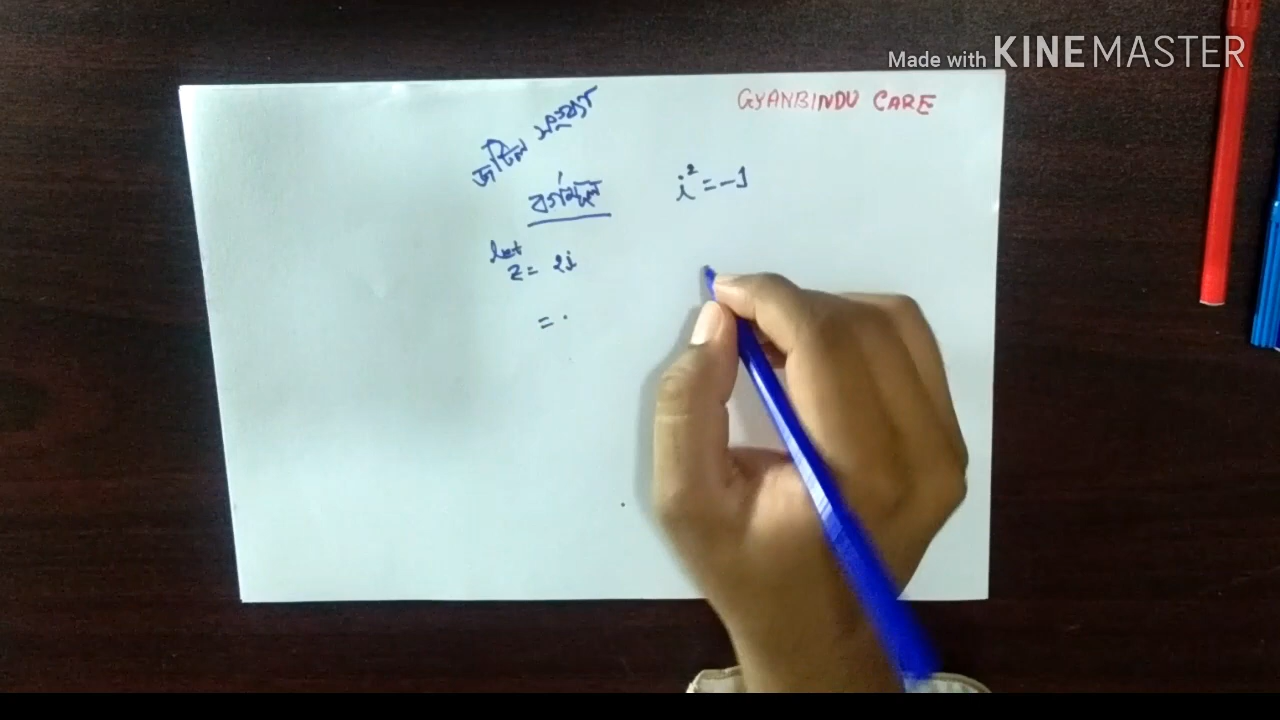 Made with KINEMASTER
GYANBINDU CARE
জটিল সংখ্যা
বর্গমূল
i² = -1
let
z = 2i
= .